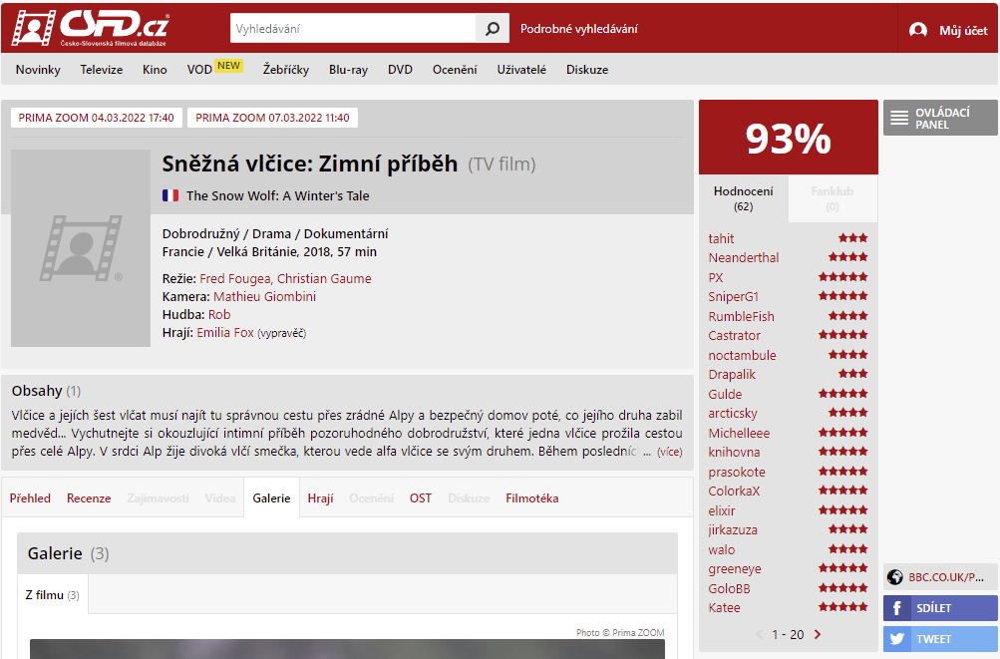 ČSFD.cz
Česko-Slovenská filmová databáze
Vyhledávání
Podrobné vyhledávání
Můj účet
Novinky Televize Kino VOD NEW Žebříčky Blu-ray DVD Ocenění Uživatelé Diskuze
PRIMA ZOOM 04.03.2022 17:40 PRIMA ZOOM 07.03.2022 11:40
Sněžná vlčice: Zimní příběh (TV film)
The Snow Wolf: A Winter's Tale
Dobrodružný / Drama / Dokumentární
Francie / Velká Británie, 2018, 57 min
Režie: Fred Fougea, Christian Gaume
Kamera: Mathieu Giombini
Hudba: Rob
Hrají: Emilia Fox (vypravěč)
Obsahy (1)
Vlčice a jejích šest vlčat musí najít tu správnou cestu přes zrádné Alpy a bezpečný domov poté, co jejího druha zabil
medvěd... Vychutnejte si okouzlující intimní příběh pozoruhodného dobrodružství, které jedna vlčice prožila cestou
přes celé Alpy. V srdci Alp žije divoká vlčí smečka, kterou vede alfa vlčice se svým druhem. Během posledníc ... (více)
Přehled Recenze Zajímavosti Videa Galerie Hrají Ocenění OST Diskuze Filmotéka
Galerie (3)
Z filmu (3)
Photo © Prima ZOOM
93%
Hodnocení Fanklub
(62) (0)
tahit
Neanderthal
PX
SniperG1
RumbleFish
Castrator
noctambule
Drapalik
Gulde
arcticsky
Michelleee
knihovna
prasokote
ColorkaX
elixir
jirkazuza
walo
greeneye
GoloBB
Katee
1 - 20
OVLÁDACÍ
PANEL
BBC.CO.UK/P...
SDÍLET
TWEET